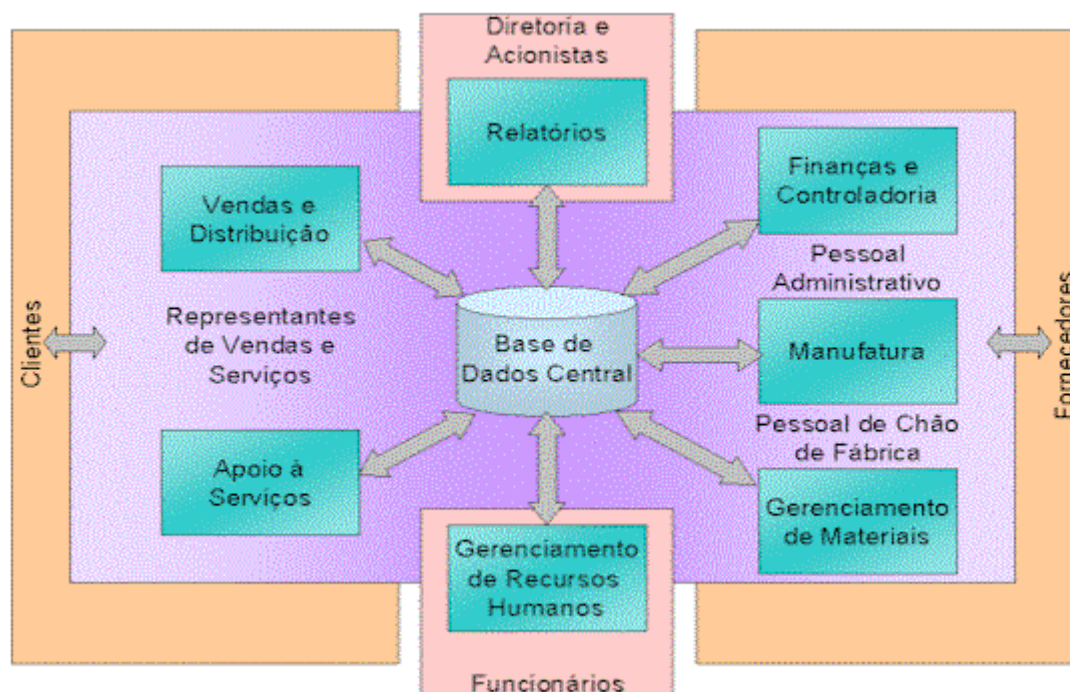 Diretoria e
Acionistas
Relatórios
Vendas e
Distribuição
Finanças e
Controladoria
Pessoal
Administrativo
Clientes
Representantes
de Vendas e
Serviços
Base de
Dados Central
Manufatura
Fornecedores
Pessoal de Chão
de Fábrica
Apoio à
Serviços
Gerenciamento
de Materiais
Gerenciamento
de Recursos
Humanos
Funcionários